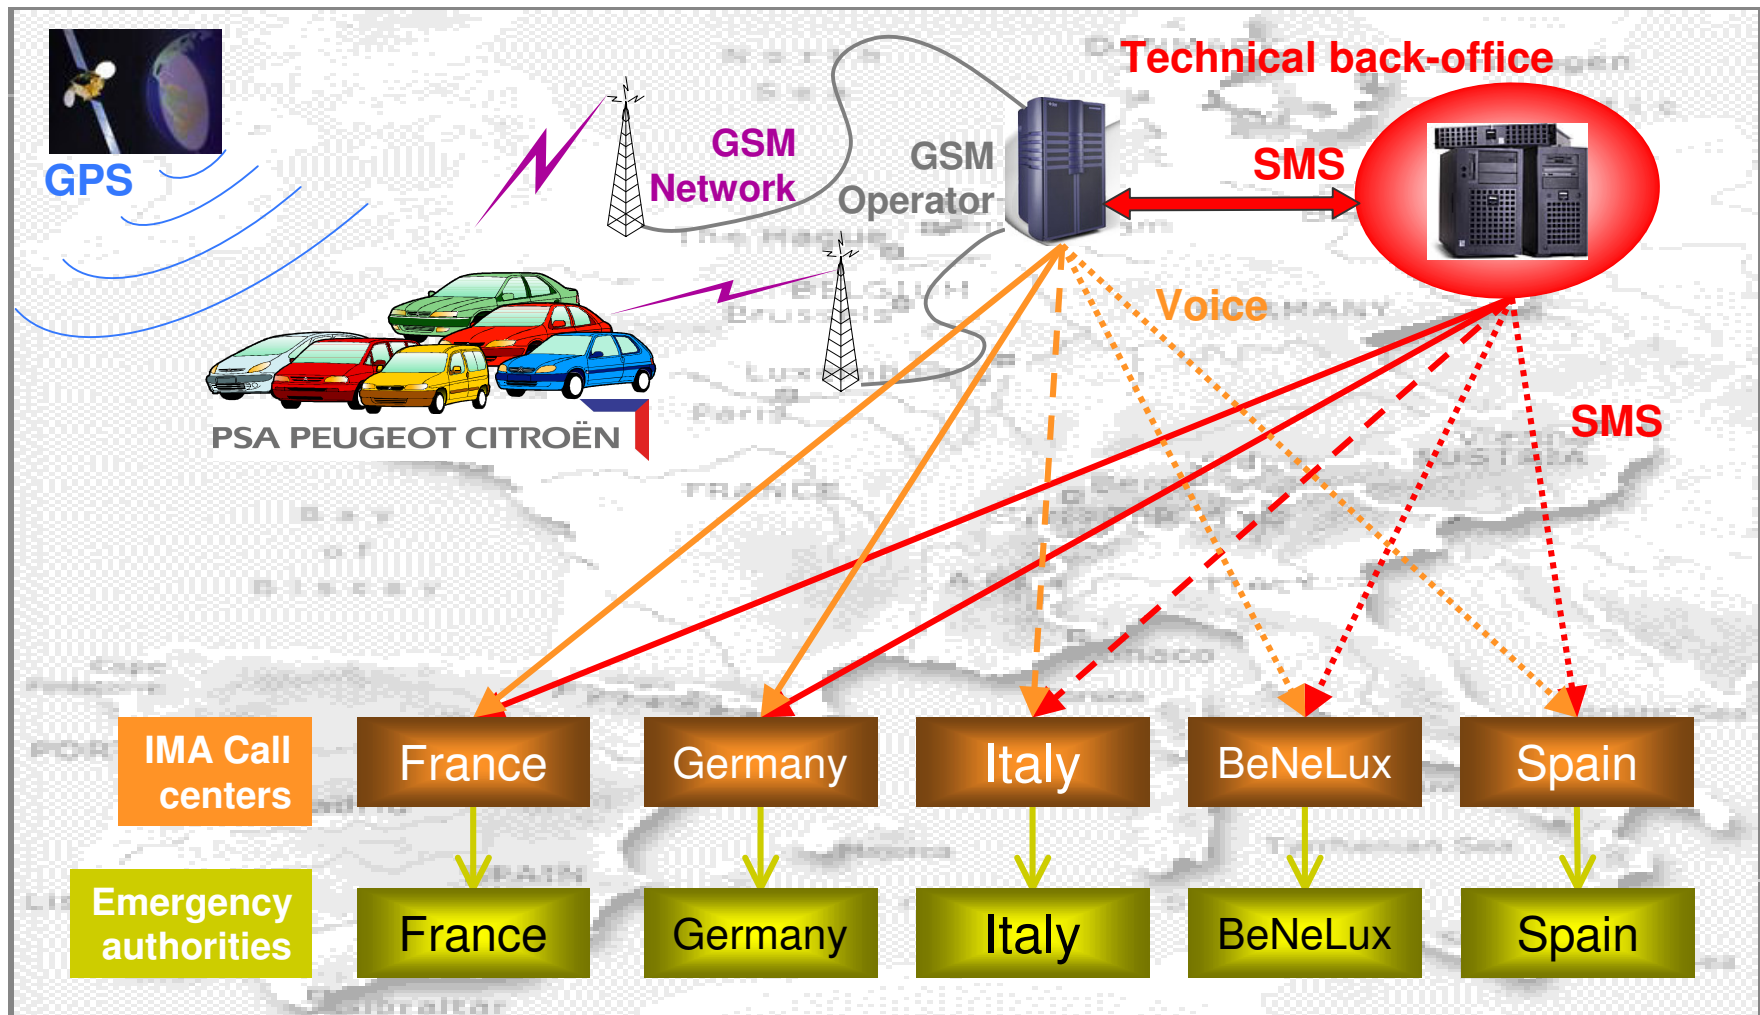 Technical back-office
GPS
GSM
Network
GSM
Operator
SMS
Voice
PSA PEUGEOT CITROËN
SMS
FRANCE
IMA Call
centers
France
Germany
Italy
BeNeLux
Spain
Emergency
authorities
France
Germany
Italy
BeNeLux
Spain